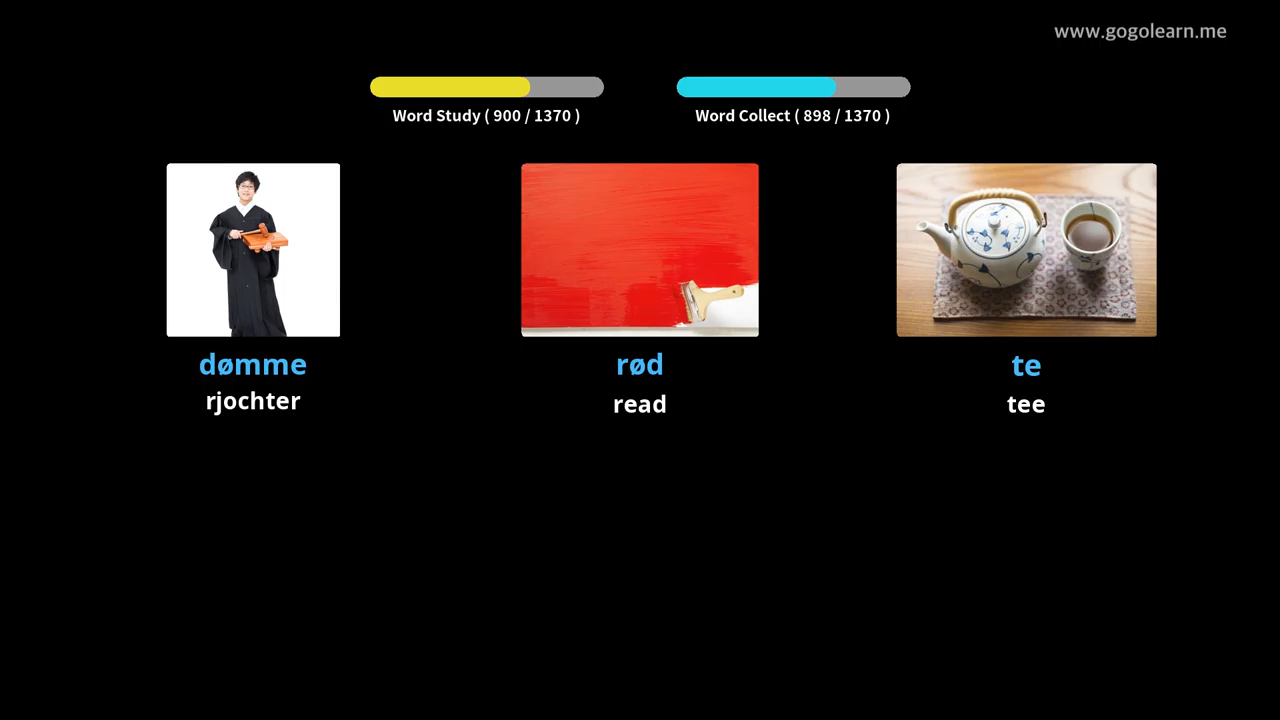 www.gogolearn.me
Word Study ( 900 / 1370 )
Word Collect ( 898 / 1370 )
dømme
rjochter
rød
read
te
tee